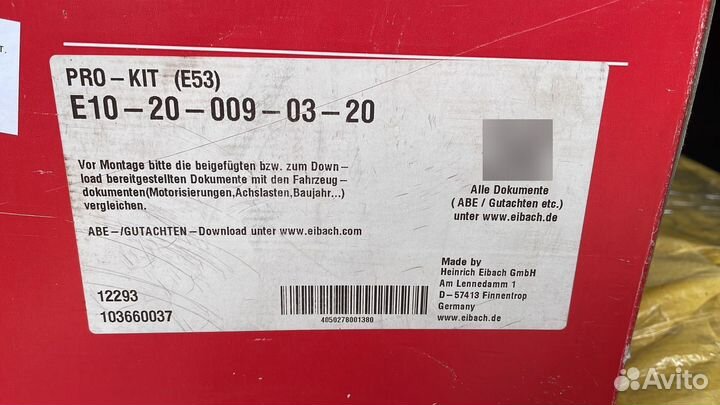 г.
PRO – KIT (E53)
E10 – 20 – 009 – 03 – 20
Vor Montage bitte die beigefügten bzw. zum Down –
load bereitgestellten Dokumente mit den Fahrzeug –
dokumenten(Motorisierungen,Achslasten,Baujahr...)
vergleichen.
ABE –/GUTACHTEN –Download unter www.eibach.com
Alle Dokumente
( ABE / Gutachten etc.)
unter www.eibach.de
12293
103660037
4050278001380
Made by
Heinrich Eibach GmbH
Am Lennedamm 1
D – 57413 Finnentrop
Germany
www.eibach.de
Avito